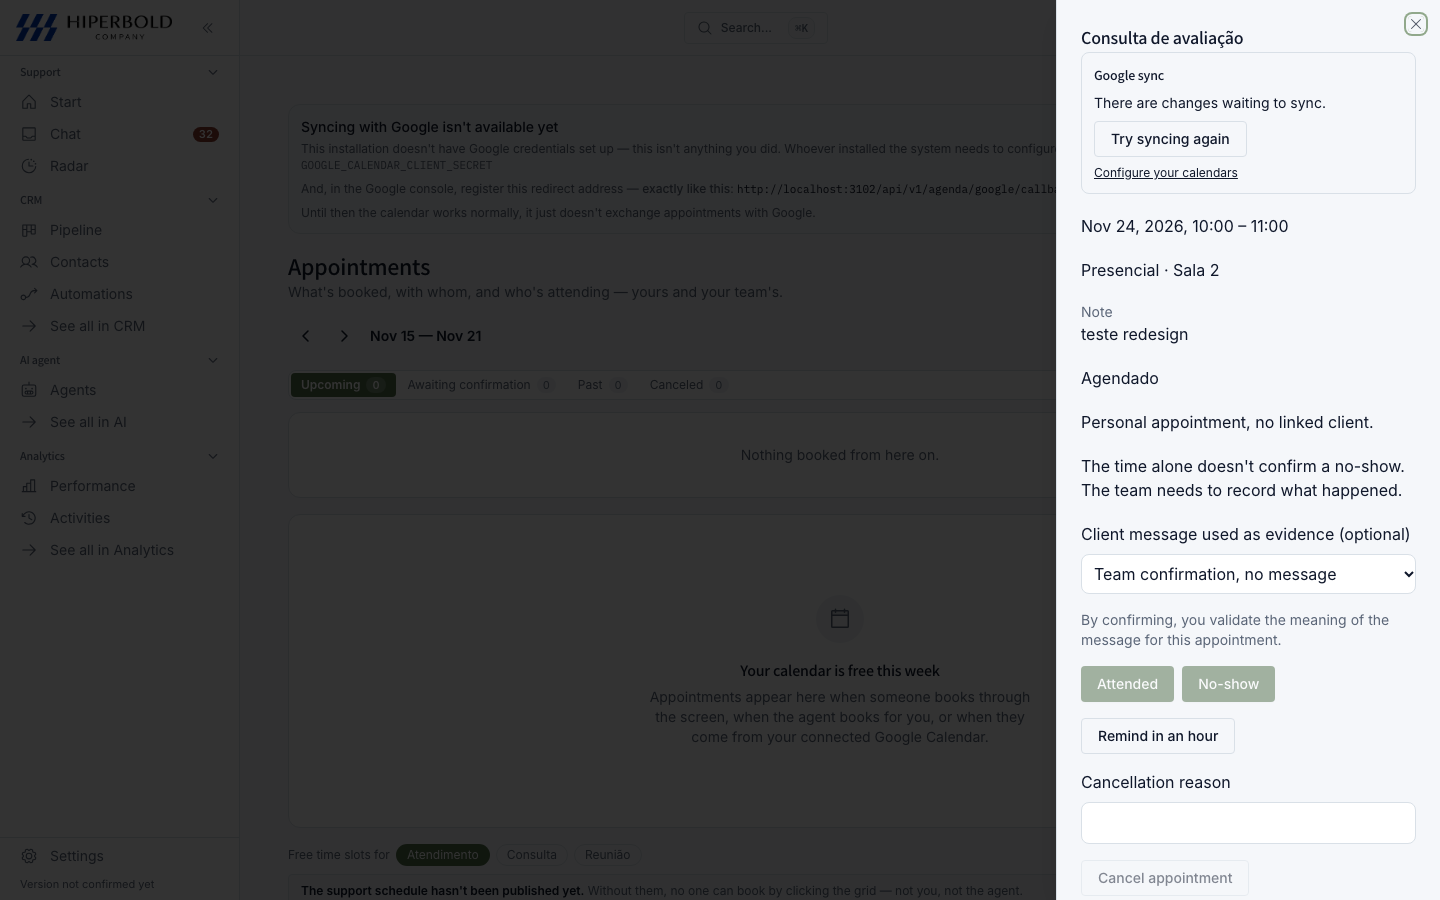 HIPERBOLD
COMPANY
Search...
⌘K
Support
Start
Chat
32
Radar
CRM
Pipeline
Contacts
Automations
See all in CRM
AI agent
Agents
See all in AI
Analytics
Performance
Activities
See all in Analytics
Settings
Version not confirmed yet
Syncing with Google isn't available yet
This installation doesn't have Google credentials set up — this isn't anything you did. Whoever installed the system needs to configure
GOOGLE_CALENDAR_CLIENT_SECRET
And, in the Google console, register this redirect address — exactly like this: http://localhost:3102/api/v1/agenda/google/callba
Until then the calendar works normally, it just doesn't exchange appointments with Google.
Appointments
What's booked, with whom, and who's attending — yours and your team's.
Nov 15 — Nov 21
Upcoming 0 Awaiting confirmation 0 Past 0 Canceled 0
Nothing booked from here on.
Your calendar is free this week
Appointments appear here when someone books through
the screen, when the agent books for you, or when they
come from your connected Google Calendar.
Free time slots for Atendimento Consulta Reunião
The support schedule hasn't been published yet. Without them, no one can book by clicking the grid — not you, not the agent.
Consulta de avaliação
Google sync
There are changes waiting to sync.
Try syncing again
Configure your calendars
Nov 24, 2026, 10:00 – 11:00
Presencial · Sala 2
Note
teste redesign
Agendado
Personal appointment, no linked client.
The time alone doesn't confirm a no-show.
The team needs to record what happened.
Client message used as evidence (optional)
Team confirmation, no message
By confirming, you validate the meaning of the
message for this appointment.
Attended No-show
Remind in an hour
Cancellation reason
Cancel appointment